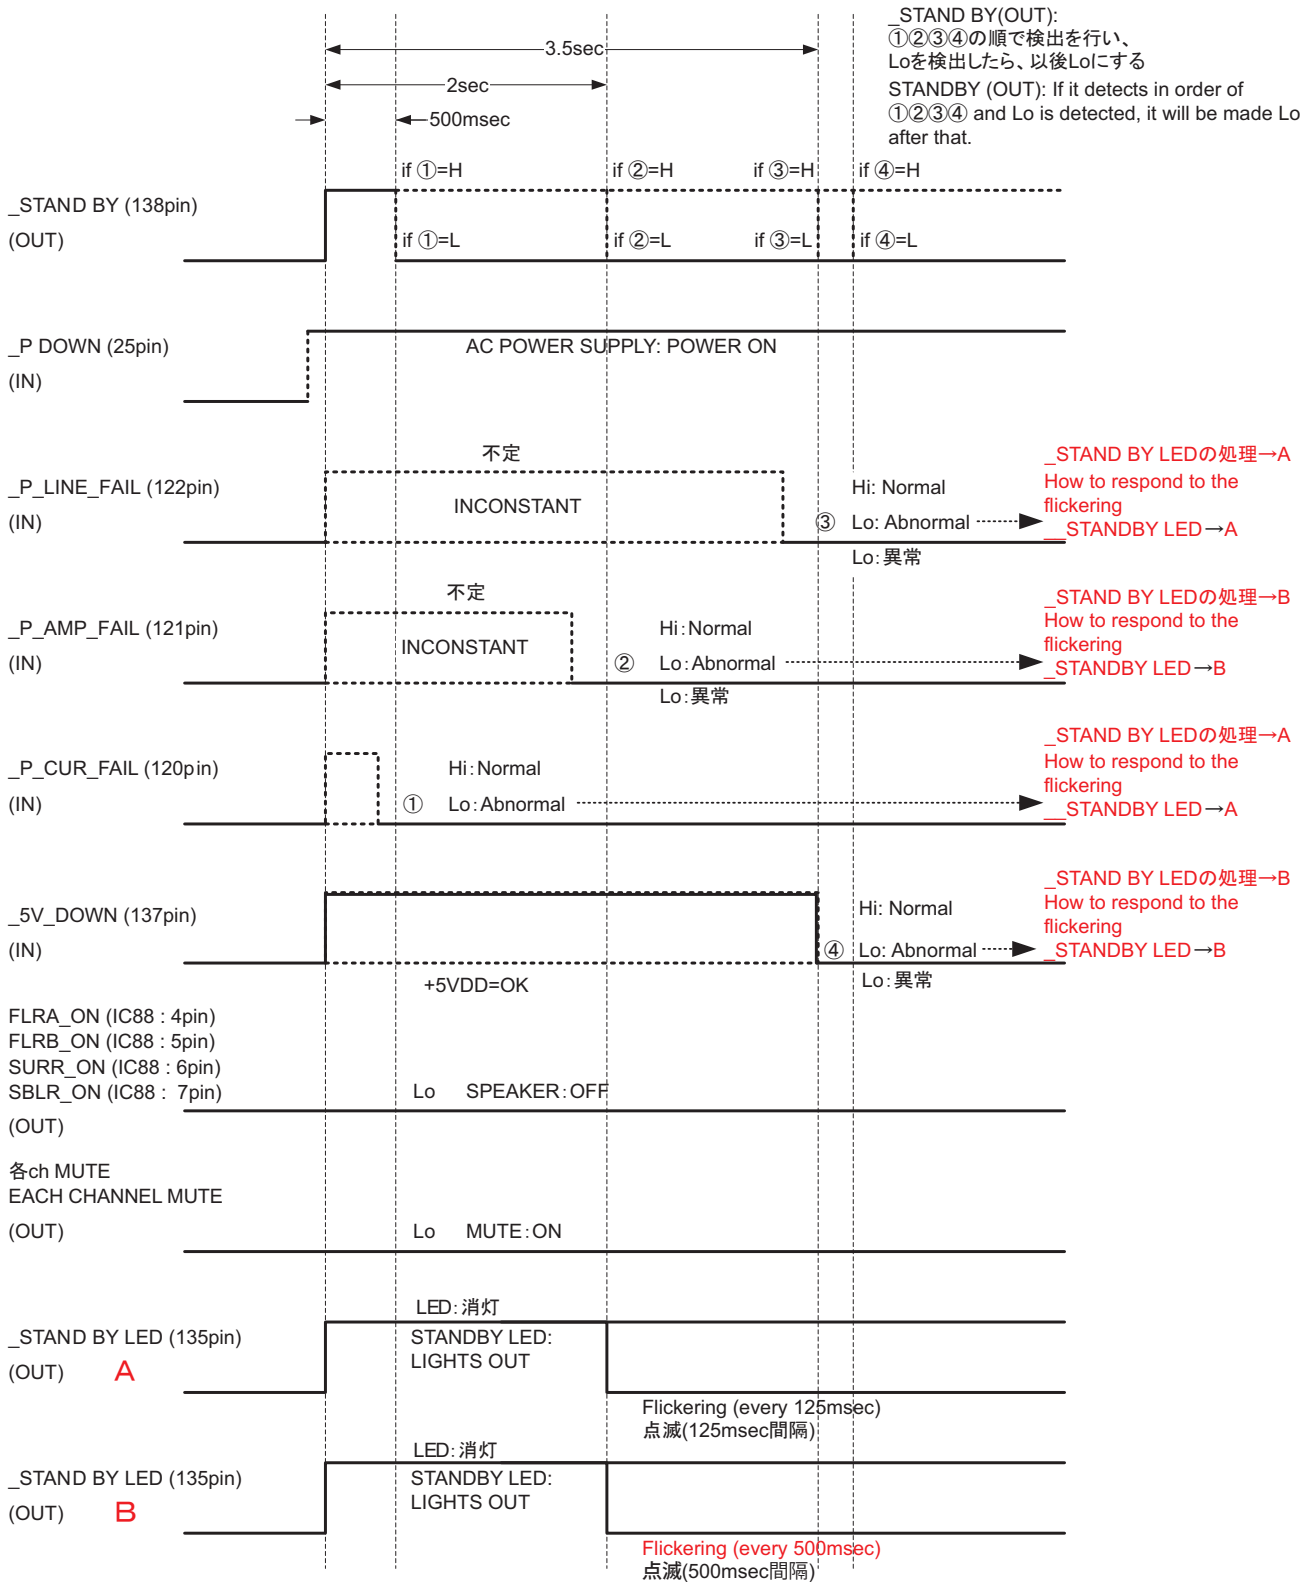 _STAND BY(OUT):
①②③④の順で検出を行い、
Loを検出したら、以後Loにする
STANDBY (OUT): If it detects in order of
①②③④ and Lo is detected, it will be made Lo
after that.
3.5sec
2sec
500msec
if ①=H
if ②=H
if ③=H
if ④=H
_STAND BY (138pin)
(OUT)
if ①=L
if ②=L
if ③=L
if ④=L
_P DOWN (25pin)
(IN)
AC POWER SUPPLY: POWER ON
不定
_P_LINE_FAIL (122pin)
(IN)
INCONSTANT
Hi: Normal
③ Lo: Abnormal
Lo:異常
_STAND BY LEDの処理→A
How to respond to the
flickering
__STANDBY LED→A
不定
_P_AMP_FAIL (121pin)
(IN)
INCONSTANT
Hi:Normal
② Lo:Abnormal
Lo:異常
_STAND BY LEDの処理→B
How to respond to the
flickering
_STANDBY LED→B
_P_CUR_FAIL (120pin)
(IN)
Hi:Normal
① Lo:Abnormal
_STAND BY LEDの処理→A
How to respond to the
flickering
__STANDBY LED→A
_5V_DOWN (137pin)
(IN)
+5VDD=OK
Hi: Normal
④ Lo: Abnormal
Lo:異常
_STAND BY LEDの処理→B
How to respond to the
flickering
_STANDBY LED→B
FLRA_ON (IC88 : 4pin)
FLRB_ON (IC88 : 5pin)
SURR_ON (IC88 : 6pin)
SBLR_ON (IC88 : 7pin)
(OUT)
Lo SPEAKER:OFF
各ch MUTE
EACH CHANNEL MUTE
(OUT)
Lo MUTE:ON
LED:消灯
_STAND BY LED (135pin)
(OUT) A
STANDBY LED:
LIGHTS OUT
Flickering (every 125msec)
点滅(125msec間隔)
LED:消灯
_STAND BY LED (135pin)
(OUT) B
STANDBY LED:
LIGHTS OUT
Flickering (every 500msec)
点滅(500msec間隔)